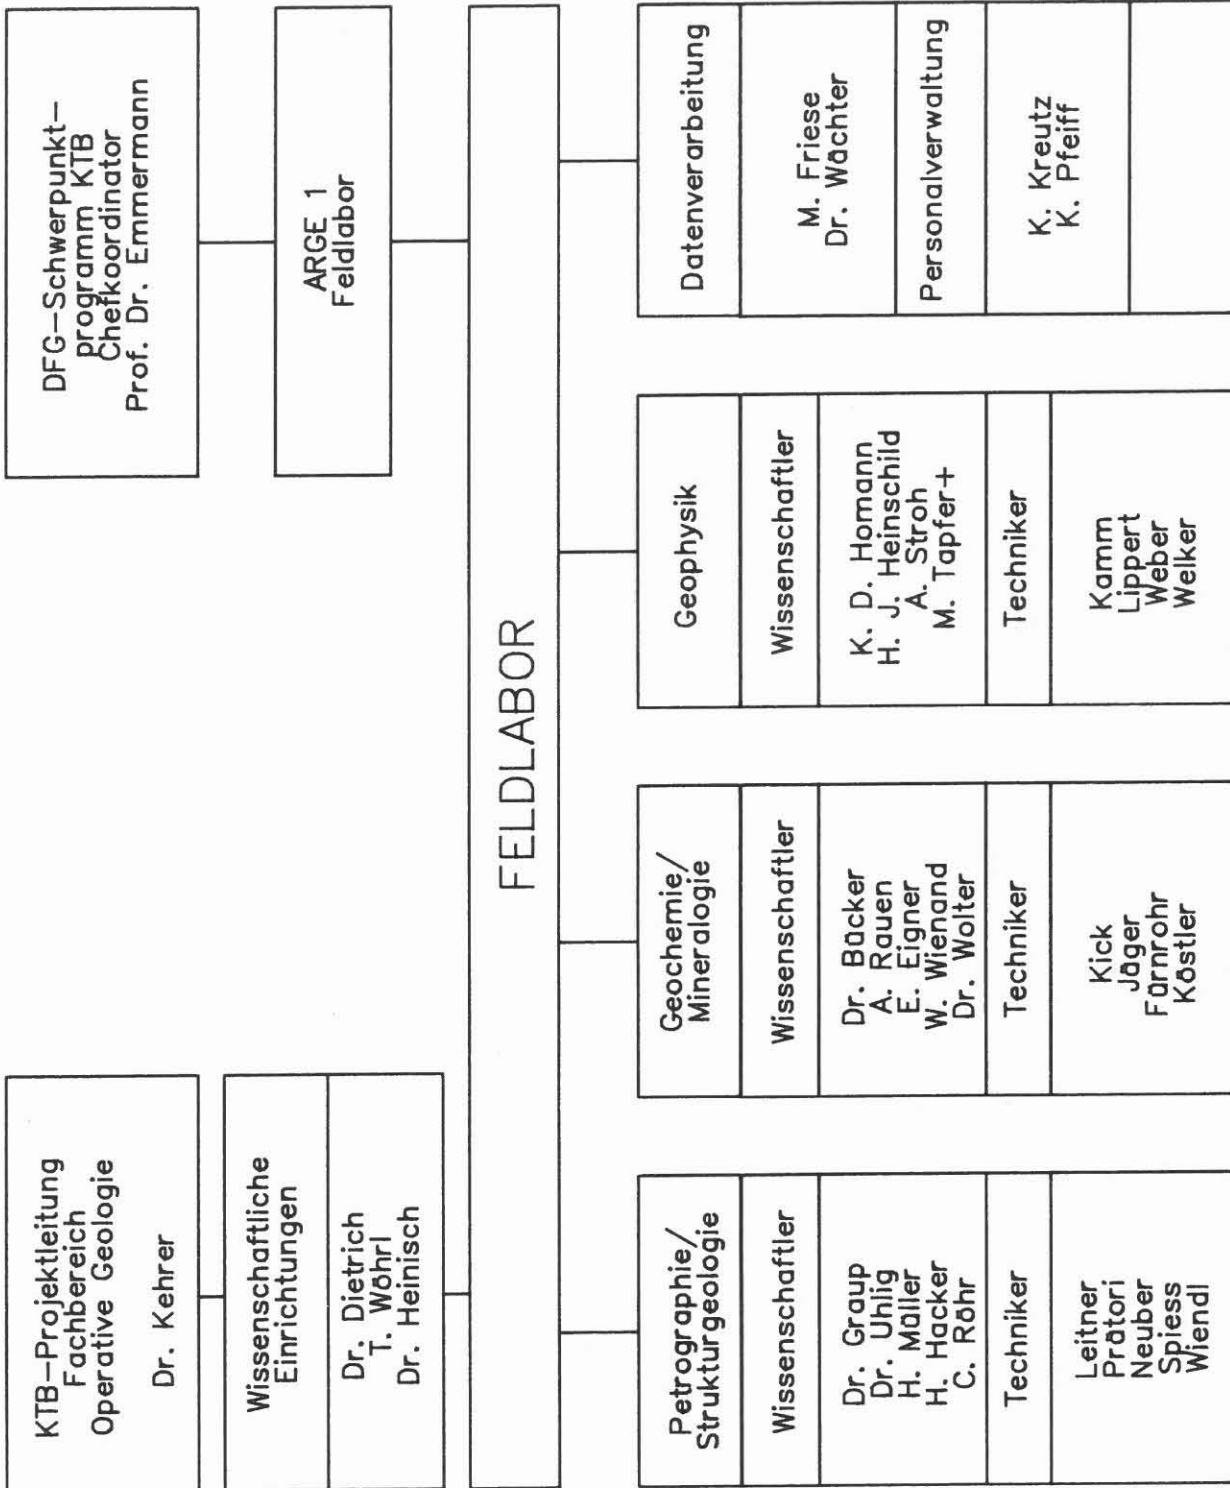 KTB-Projektleitung
Fachbereich
Operative Geologie
Dr. Kehrer
DFG-Schwerpunkt-
programm KTB
Chefkoordinator
Prof. Dr. Emmermann
Wissenschaftliche
Einrichtungen
Dr. Dietrich
T. Wöhrl
Dr. Heinisch
ARGE 1
Feldlabor
FELDLABOR
Petrographie/
Strukturgeologie
Wissenschaftler
Dr. Graup
Dr. Uhlig
H. Müller
H. Hacker
C. Röhr
Techniker
Leitner
Prätori
Neuber
Spiess
Wiendl
Geochemie/
Mineralogie
Wissenschaftler
Dr. Bücker
A. Rauen
E. Eigner
W. Wienand
Dr. Wolter
Techniker
Kick
Jäger
Fürnrohr
Köstler
Geophysik
Wissenschaftler
K. D. Homann
H. J. Heinschild
A. Stroh
M. Tapfer+
Techniker
Kamm
Lippert
Weber
Welker
Datenverarbeitung
M. Friese
Dr. Wächter
Personalverwaltung
K. Kreutz
K. Pfeiff